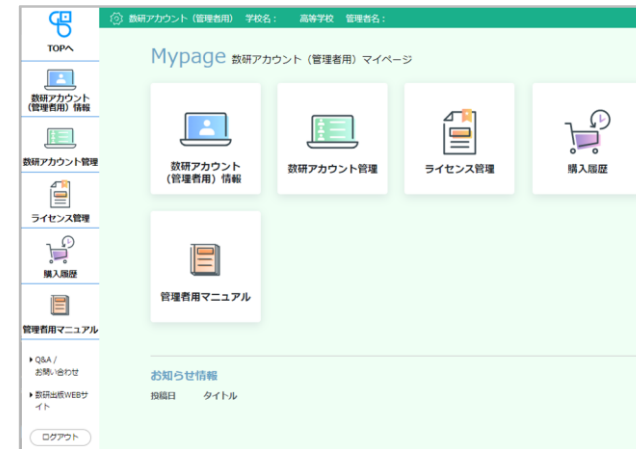 TOPへ
数研アカウント
(管理者用) 情報
数研アカウント管理
ライセンス管理
購入履歴
管理者用マニュアル
Q&A /
お問い合わせ
数研出版WEBサ
イト
ログアウト
数研アカウント (管理者用) 学校名： 高等学校 管理者名：
Mypage 数研アカウント (管理者用) マイページ
数研アカウント
(管理者用) 情報
数研アカウント管理
ライセンス管理
購入履歴
管理者用マニュアル
お知らせ情報
投稿日 タイトル